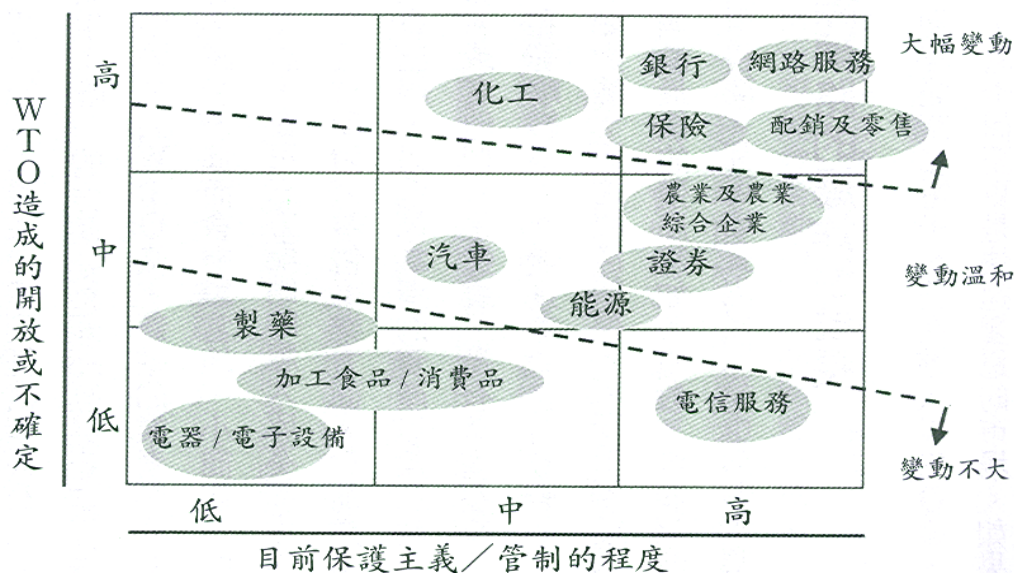 WTO造成的開放或不確定
高
中
低
化工
銀行
網路服務
保險
配銷及零售
農業及農業
綜合企業
汽車
證券
能源
製藥
加工食品/消費品
電器/電子設備
電信服務
大幅變動
變動溫和
變動不大
低
中
高
目前保護主義／管制的程度